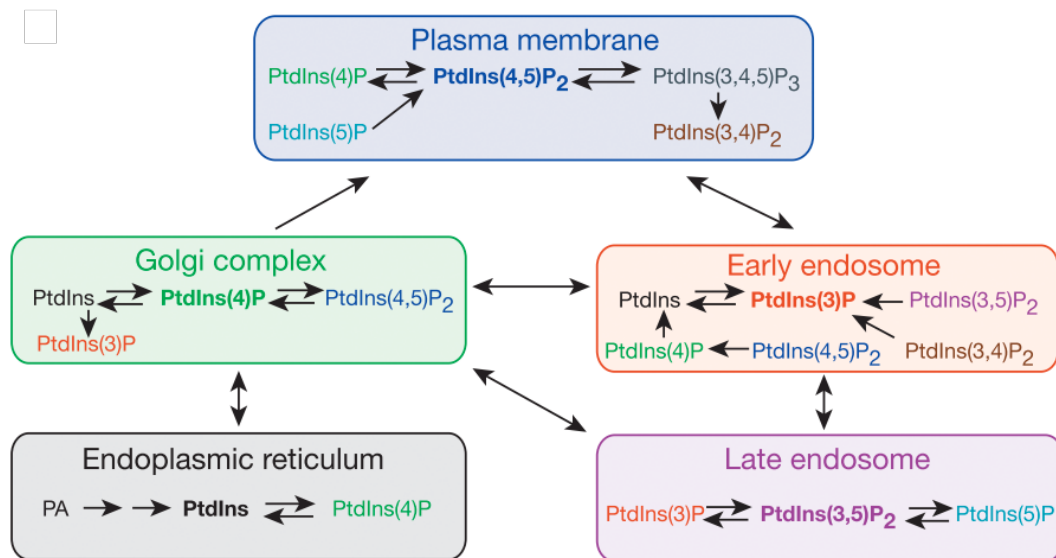 Plasma membrane
PtdIns(4)P PtdIns(4,5)P2 PtdIns(3,4,5)P3
PtdIns(5)P PtdIns(3,4)P2
Golgi complex
PtdIns PtdIns(4)P PtdIns(4,5)P2
PtdIns(3)P
Early endosome
PtdIns PtdIns(3)P PtdIns(3,5)P2
PtdIns(4)P PtdIns(4,5)P2 PtdIns(3,4)P2
Endoplasmic reticulum
PA PtdIns PtdIns(4)P
Late endosome
PtdIns(3)P PtdIns(3,5)P2 PtdIns(5)P